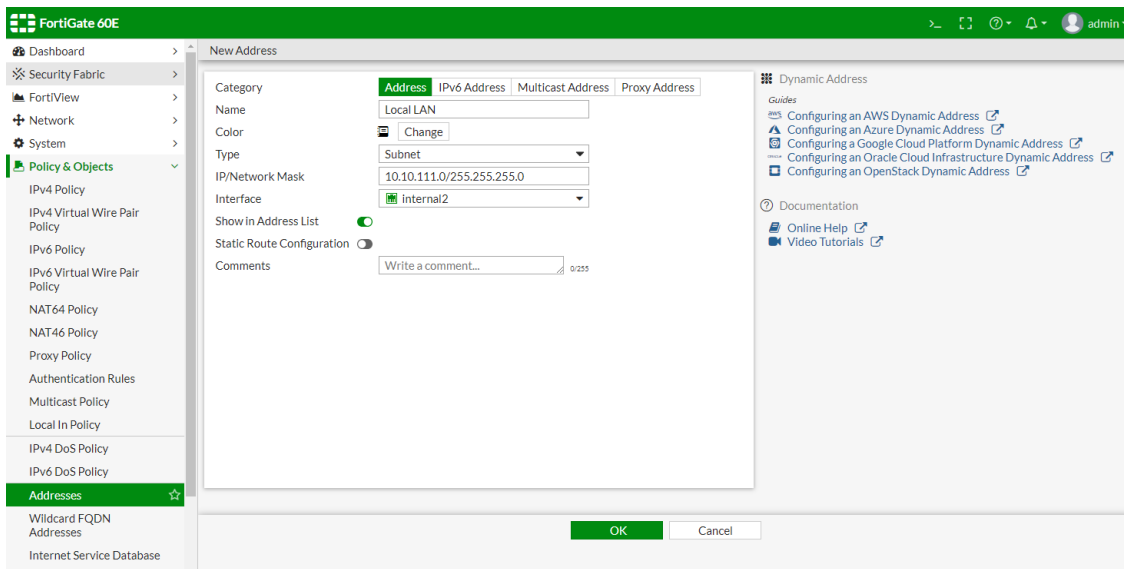 FortiGate 60E
>_
admin
Dashboard
Security Fabric
FortiView
Network
System
Policy & Objects
IPv4 Policy
IPv4 Virtual Wire Pair
Policy
IPv6 Policy
IPv6 Virtual Wire Pair
Policy
NAT64 Policy
NAT46 Policy
Proxy Policy
Authentication Rules
Multicast Policy
Local In Policy
IPv4 DoS Policy
IPv6 DoS Policy
Addresses
Wildcard FQDN
Addresses
Internet Service Database
New Address
Category Address IPv6 Address Multicast Address Proxy Address
Name Local LAN
Color Change
Type Subnet
IP/Network Mask 10.10.111.0/255.255.255.0
Interface internal2
Show in Address List
Static Route Configuration
Comments Write a comment... 0/255
OK Cancel
Dynamic Address
Guides
aws Configuring an AWS Dynamic Address
Configuring an Azure Dynamic Address
Configuring a Google Cloud Platform Dynamic Address
Configuring an Oracle Cloud Infrastructure Dynamic Address
Configuring an OpenStack Dynamic Address
Documentation
Online Help
Video Tutorials